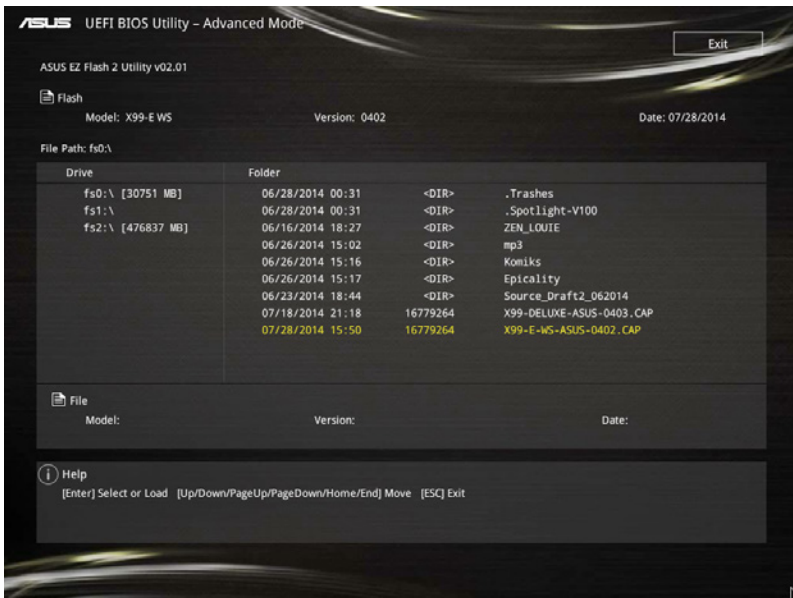 ASUS UEFI BIOS Utility – Advanced Mode
Exit
ASUS EZ Flash 2 Utility v02.01
Flash
Model: X99-E WS Version: 0402 Date: 07/28/2014
File Path: fs0:\
Drive Folder
fs0:\ [30751 MB] 06/28/2014 00:31 <DIR> .Trashes
fs1:\ 06/28/2014 00:31 <DIR> .Spotlight-V100
fs2:\ [476837 MB] 06/16/2014 18:27 <DIR> ZEN_LOUIE
06/26/2014 15:02 <DIR> mp3
06/26/2014 15:16 <DIR> Komiks
06/26/2014 15:17 <DIR> Epicality
06/23/2014 18:44 <DIR> Source_Draft2_062014
07/18/2014 21:18 16779264 X99-DELUXE-ASUS-0403.CAP
07/28/2014 15:50 16779264 X99-E-WS-ASUS-0402.CAP
File
Model: Version: Date:
Help
[Enter] Select or Load [Up/Down/PageUp/PageDown/Home/End] Move [ESC] Exit